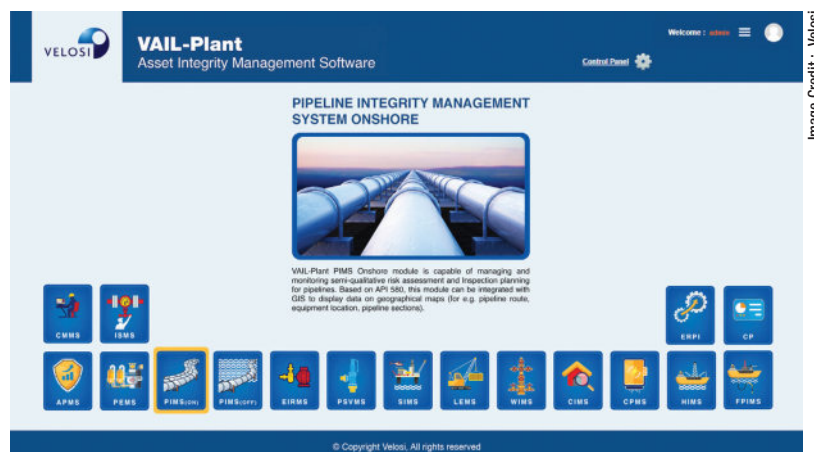 VELOSI
VAIL-Plant
Asset Integrity Management Software
Welcome : admin
Control Panel
Image Credit: Velosi
PIPELINE INTEGRITY MANAGEMENT
SYSTEM ONSHORE
VAIL-Plant PIMS Onshore module is capable of managing and
monitoring semi-qualitative risk assessment and Inspection planning
for pipelines. Based on API 580, this module can be integrated with
GIS to display data on geographical maps (for e.g. pipeline route,
equipment location, pipeline sections).
CMMS
ISMS
ERPI
CP
APMS
PEMS
PIMS(ON)
PIMS(OFF)
EIRMS
PSVMS
SIMS
LEMS
WIMS
CIMS
CPMS
HIMS
FPIMS
© Copyright Velosi, All rights reserved